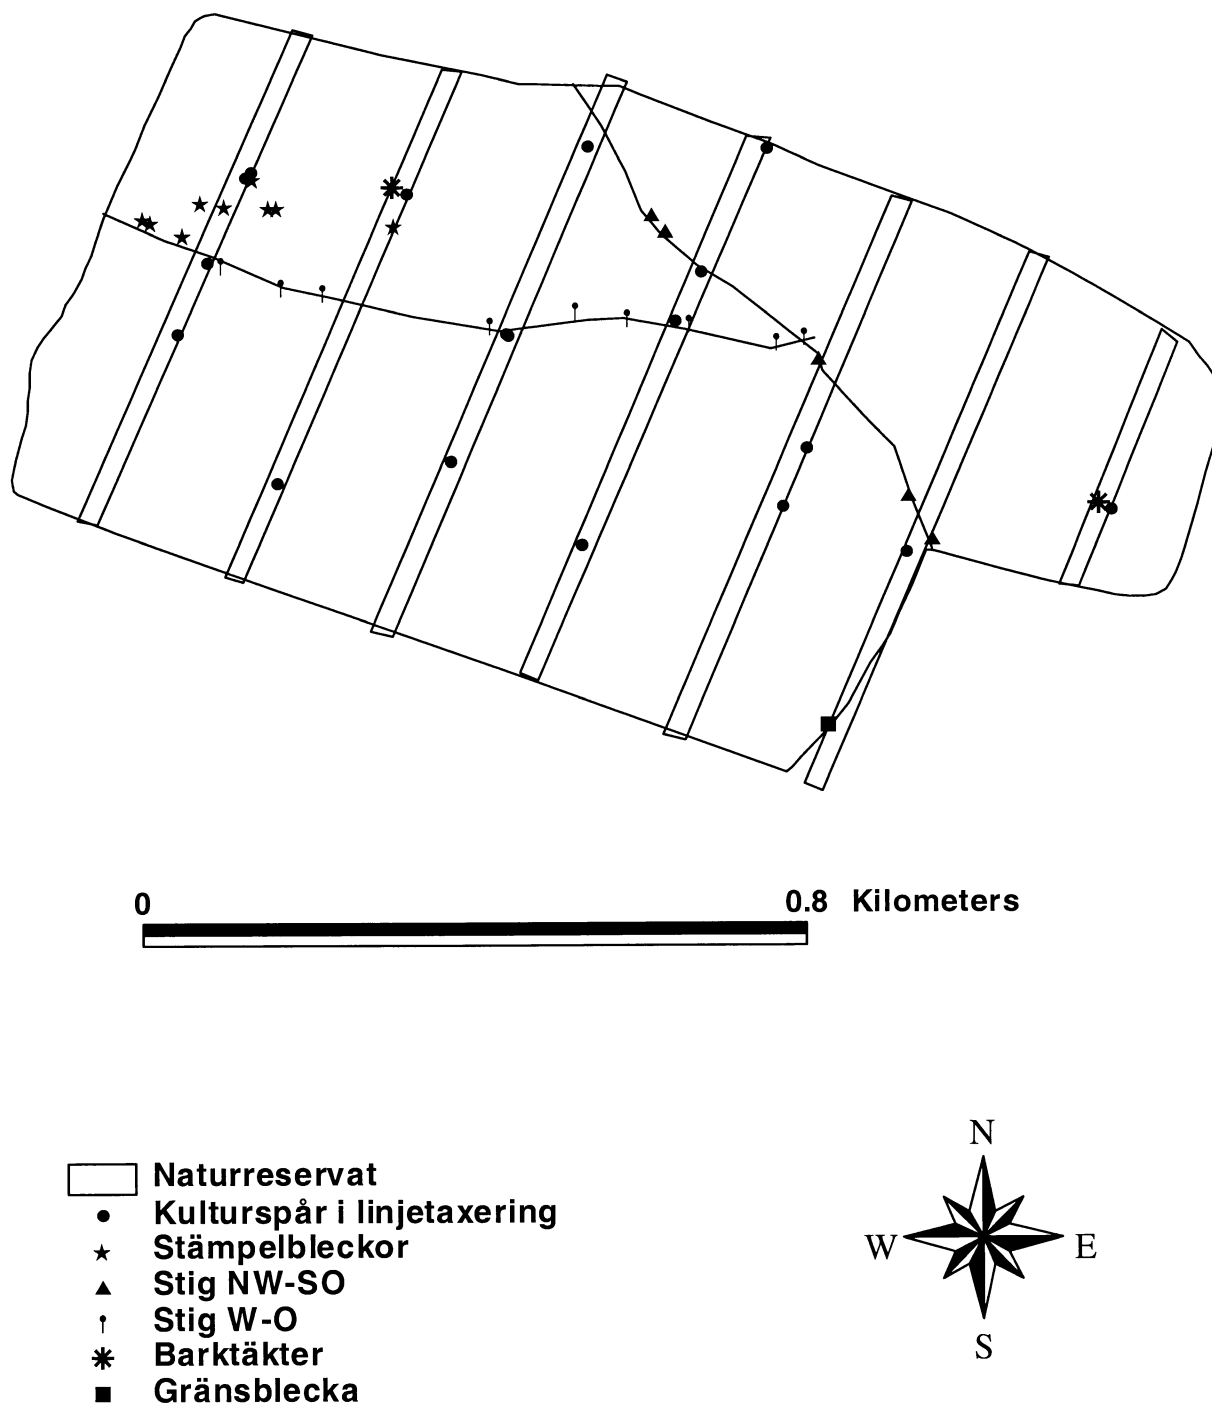 0 0.8 Kilometers
N
W E
S
Naturreservat
Kulturspår i linjetaxering
Stämpelbleckor
Stig NW-SO
Stig W-O
Barktäkter
Gränsblecka